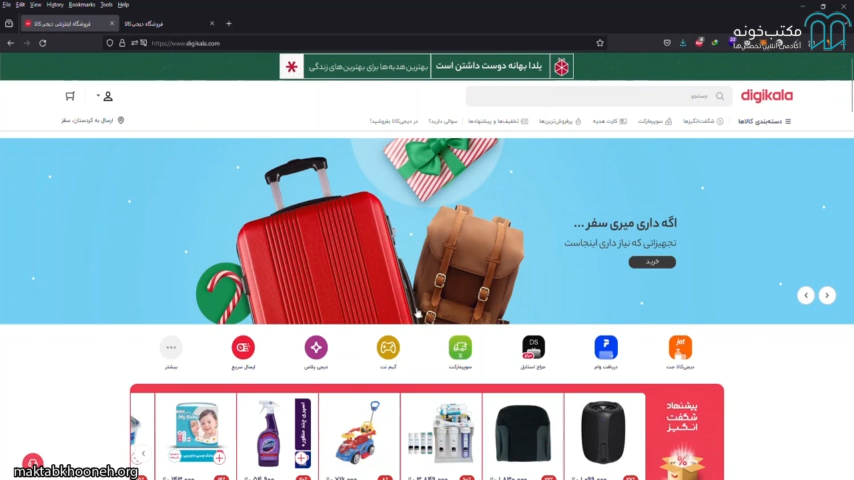 File Edit View History Bookmarks Tools Help
فروشگاه اینترنتی دیجی کالا
فروشگاه دیجی کالا
https://www.digikala.com
مکتب‌خونه
یلدا بهانه دوست داشتن است
بهترین‌هدیه‌ها برای بهترین‌های زندگی
digikala
جستجو
دسته‌بندی کالاها
شگفت‌انگیزها
سوپرمارکت
کارت هدیه
پرفروش‌ترین‌ها
تخفیف‌ها و پیشنهادها
سوالی دارید؟
در دیجی‌کالا بفروشید!
ارسال به کردستان، سقز
اگه داری میری سفر ...
تجهیزاتی که نیاز داری اینجاست
خرید
jet
DS
حراج
دیجی‌کالا جت
دریافت وام
حراج استایل
سوپرمارکت
گیم نت
دیجی پلاس
ارسال سریع
بیشتر
پیشنهاد
شگفت
انگیز
maktabkhooneh.org